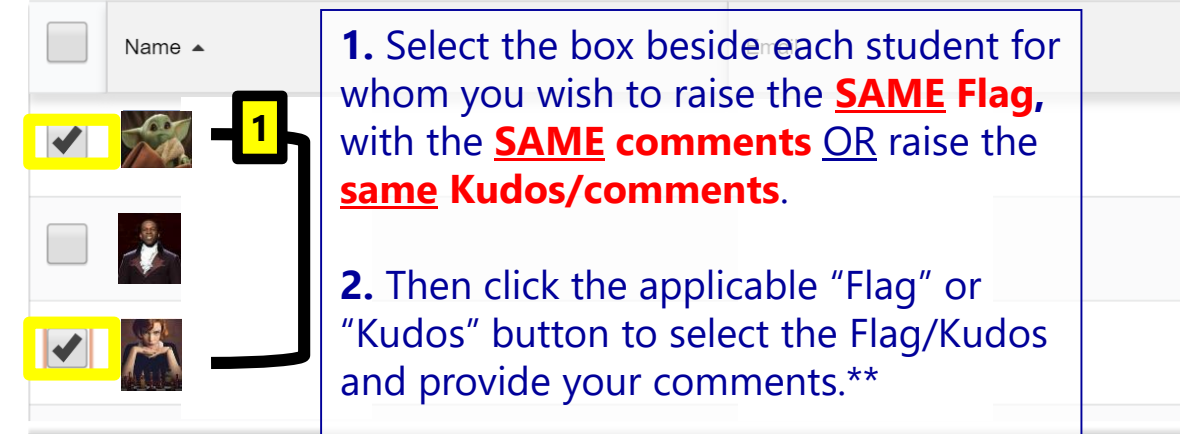 Name ▲
Email
1
1. Select the box beside each student for
whom you wish to raise the SAME Flag,
with the SAME comments OR raise the
same Kudos/comments.
2. Then click the applicable “Flag” or
“Kudos” button to select the Flag/Kudos
and provide your comments.**